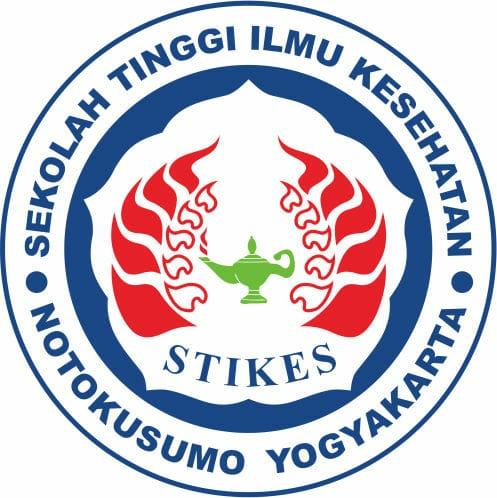 SEKOLAH TINGGI ILMU KESEHATAN
STIKES
NOTOKUSUMO YOGYAKARTA